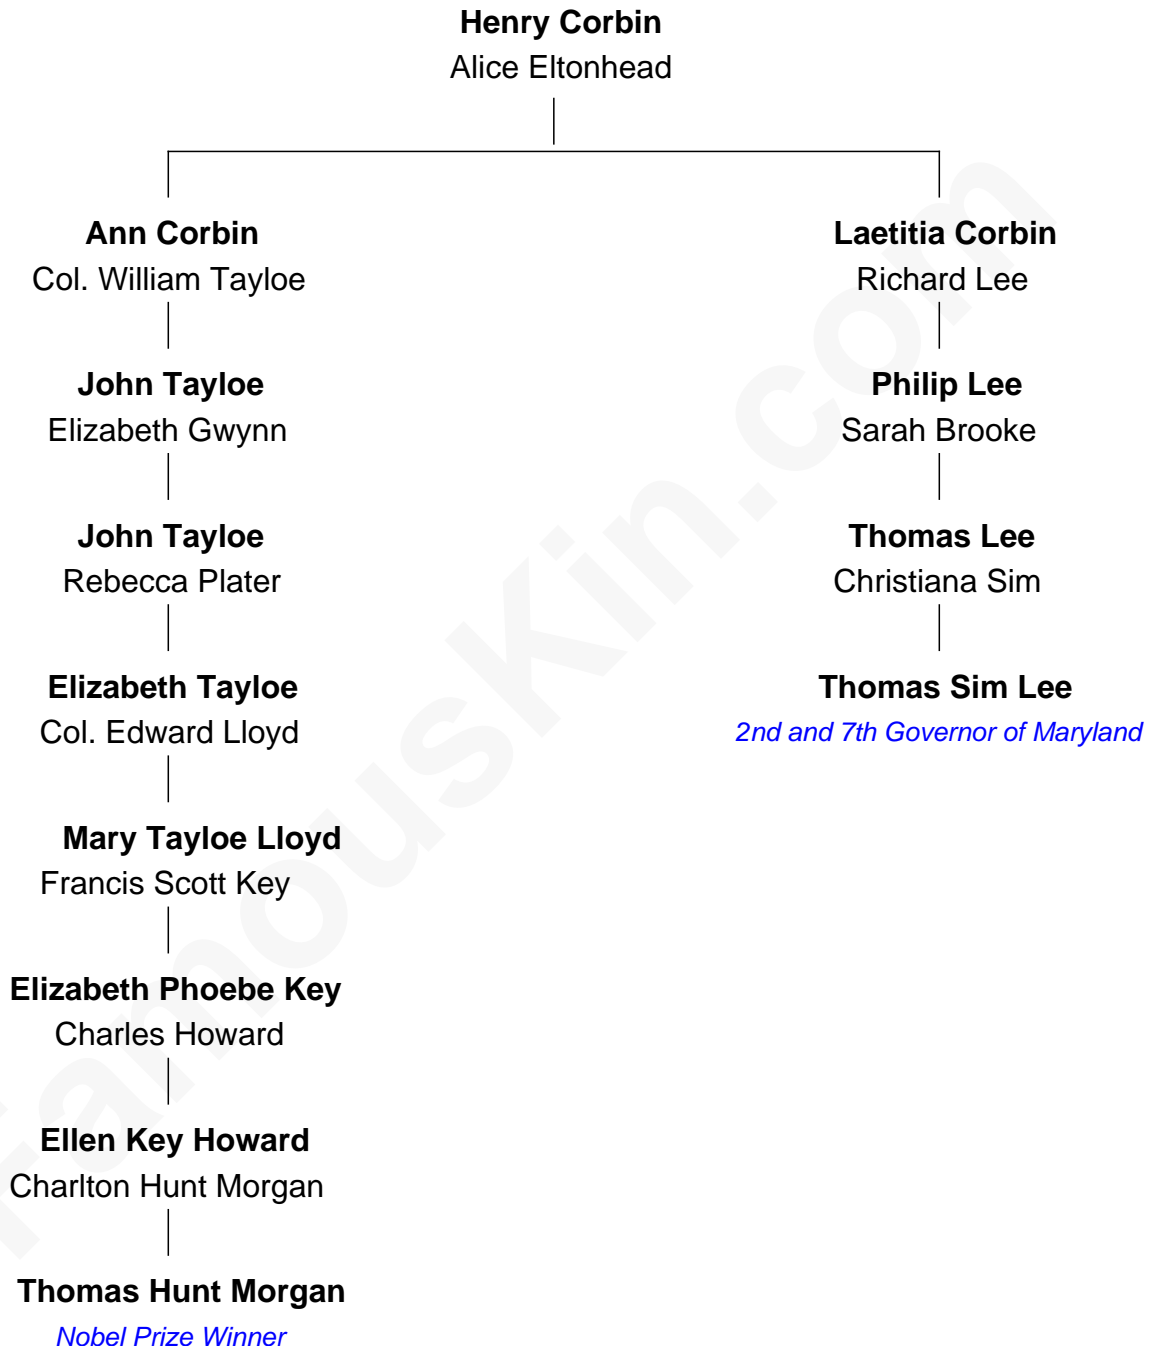 Henry Corbin
Alice Eltonhead
Ann Corbin
Col. William Tayloe
Laetitia Corbin
Richard Lee
John Tayloe
Elizabeth Gwynn
Philip Lee
Sarah Brooke
John Tayloe
Rebecca Plater
Thomas Lee
Christiana Sim
Elizabeth Tayloe
Col. Edward Lloyd
Thomas Sim Lee
2nd and 7th Governor of Maryland
Mary Tayloe Lloyd
Francis Scott Key
Elizabeth Phoebe Key
Charles Howard
Ellen Key Howard
Charlton Hunt Morgan
Thomas Hunt Morgan
Nobel Prize Winner
FamousKin.com